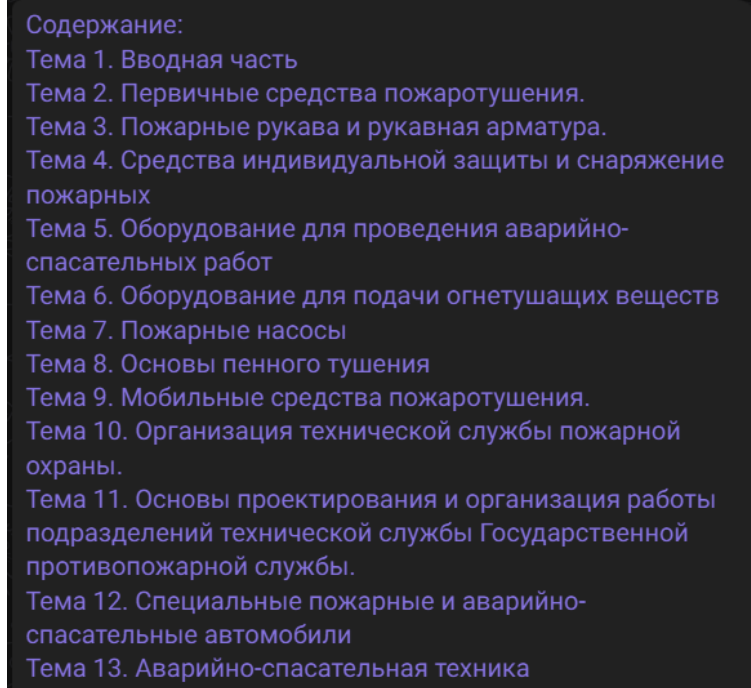 Содержание:
Тема 1. Вводная часть
Тема 2. Первичные средства пожаротушения.
Тема 3. Пожарные рукава и рукавная арматура.
Тема 4. Средства индивидуальной защиты и снаряжение
пожарных
Тема 5. Оборудование для проведения аварийно-
спасательных работ
Тема 6. Оборудование для подачи огнетушащих веществ
Тема 7. Пожарные насосы
Тема 8. Основы пенного тушения
Тема 9. Мобильные средства пожаротушения.
Тема 10. Организация технической службы пожарной
охраны.
Тема 11. Основы проектирования и организация работы
подразделений технической службы Государственной
противопожарной службы.
Тема 12. Специальные пожарные и аварийно-
спасательные автомобили
Тема 13. Аварийно-спасательная техника